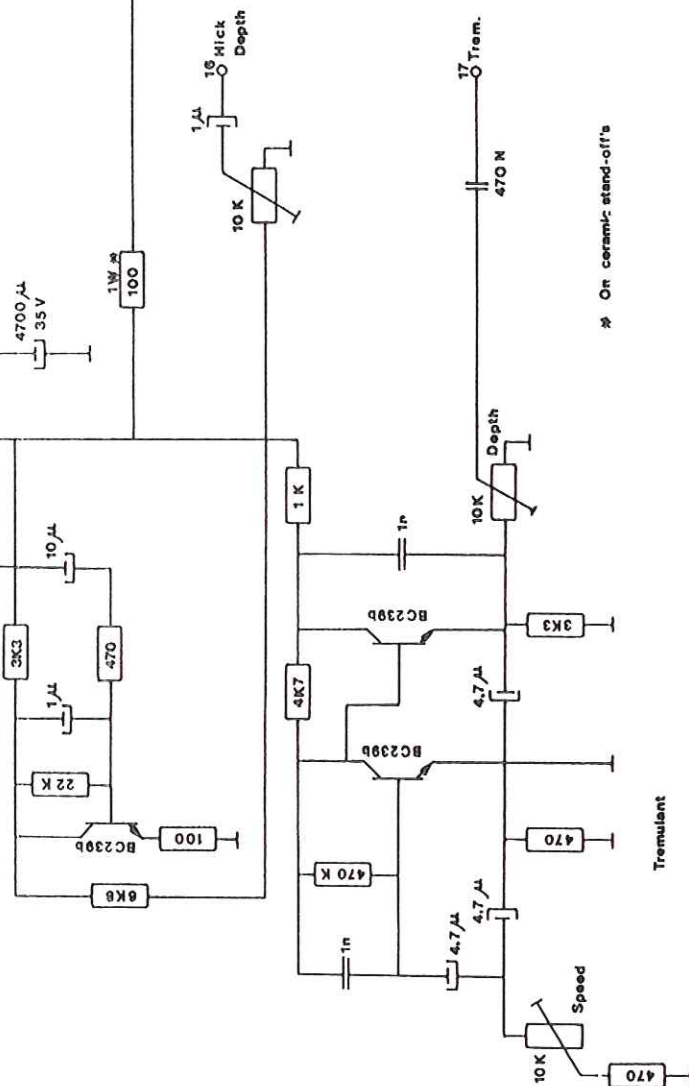 16 Hick
Depth
1µ
10 K
1W *
100
4700µ
35 V
17 Trem.
470 N
* On ceramic stand-off's
1 K
10µ
3K3
470
1µ
22 K
BC239b
100
6K8
Depth
10K
1n
BC239b
3K3
4K7
4.7µ
BC239b
470 K
470
4.7µ
1n
4.7µ
Tremulant
Speed
10K
470